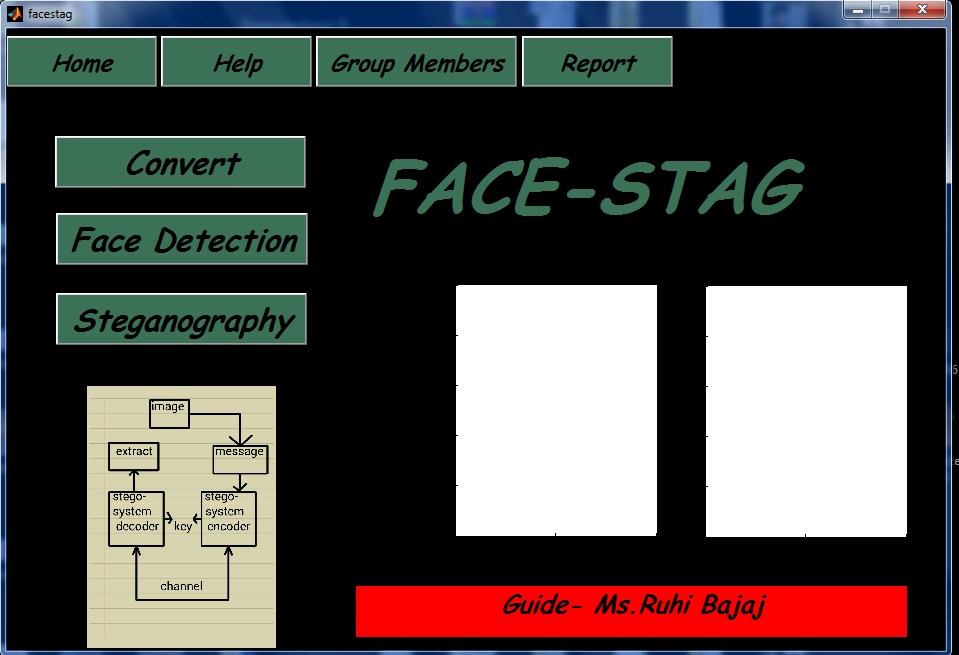 facestag
Home
Help
Group Members
Report
Convert
FACE-STAG
Face Detection
Steganography
image
extract
message
stego-
system
decoder
key
stego-
system
encoder
channel
Guide- Ms.Ruhi Bajaj